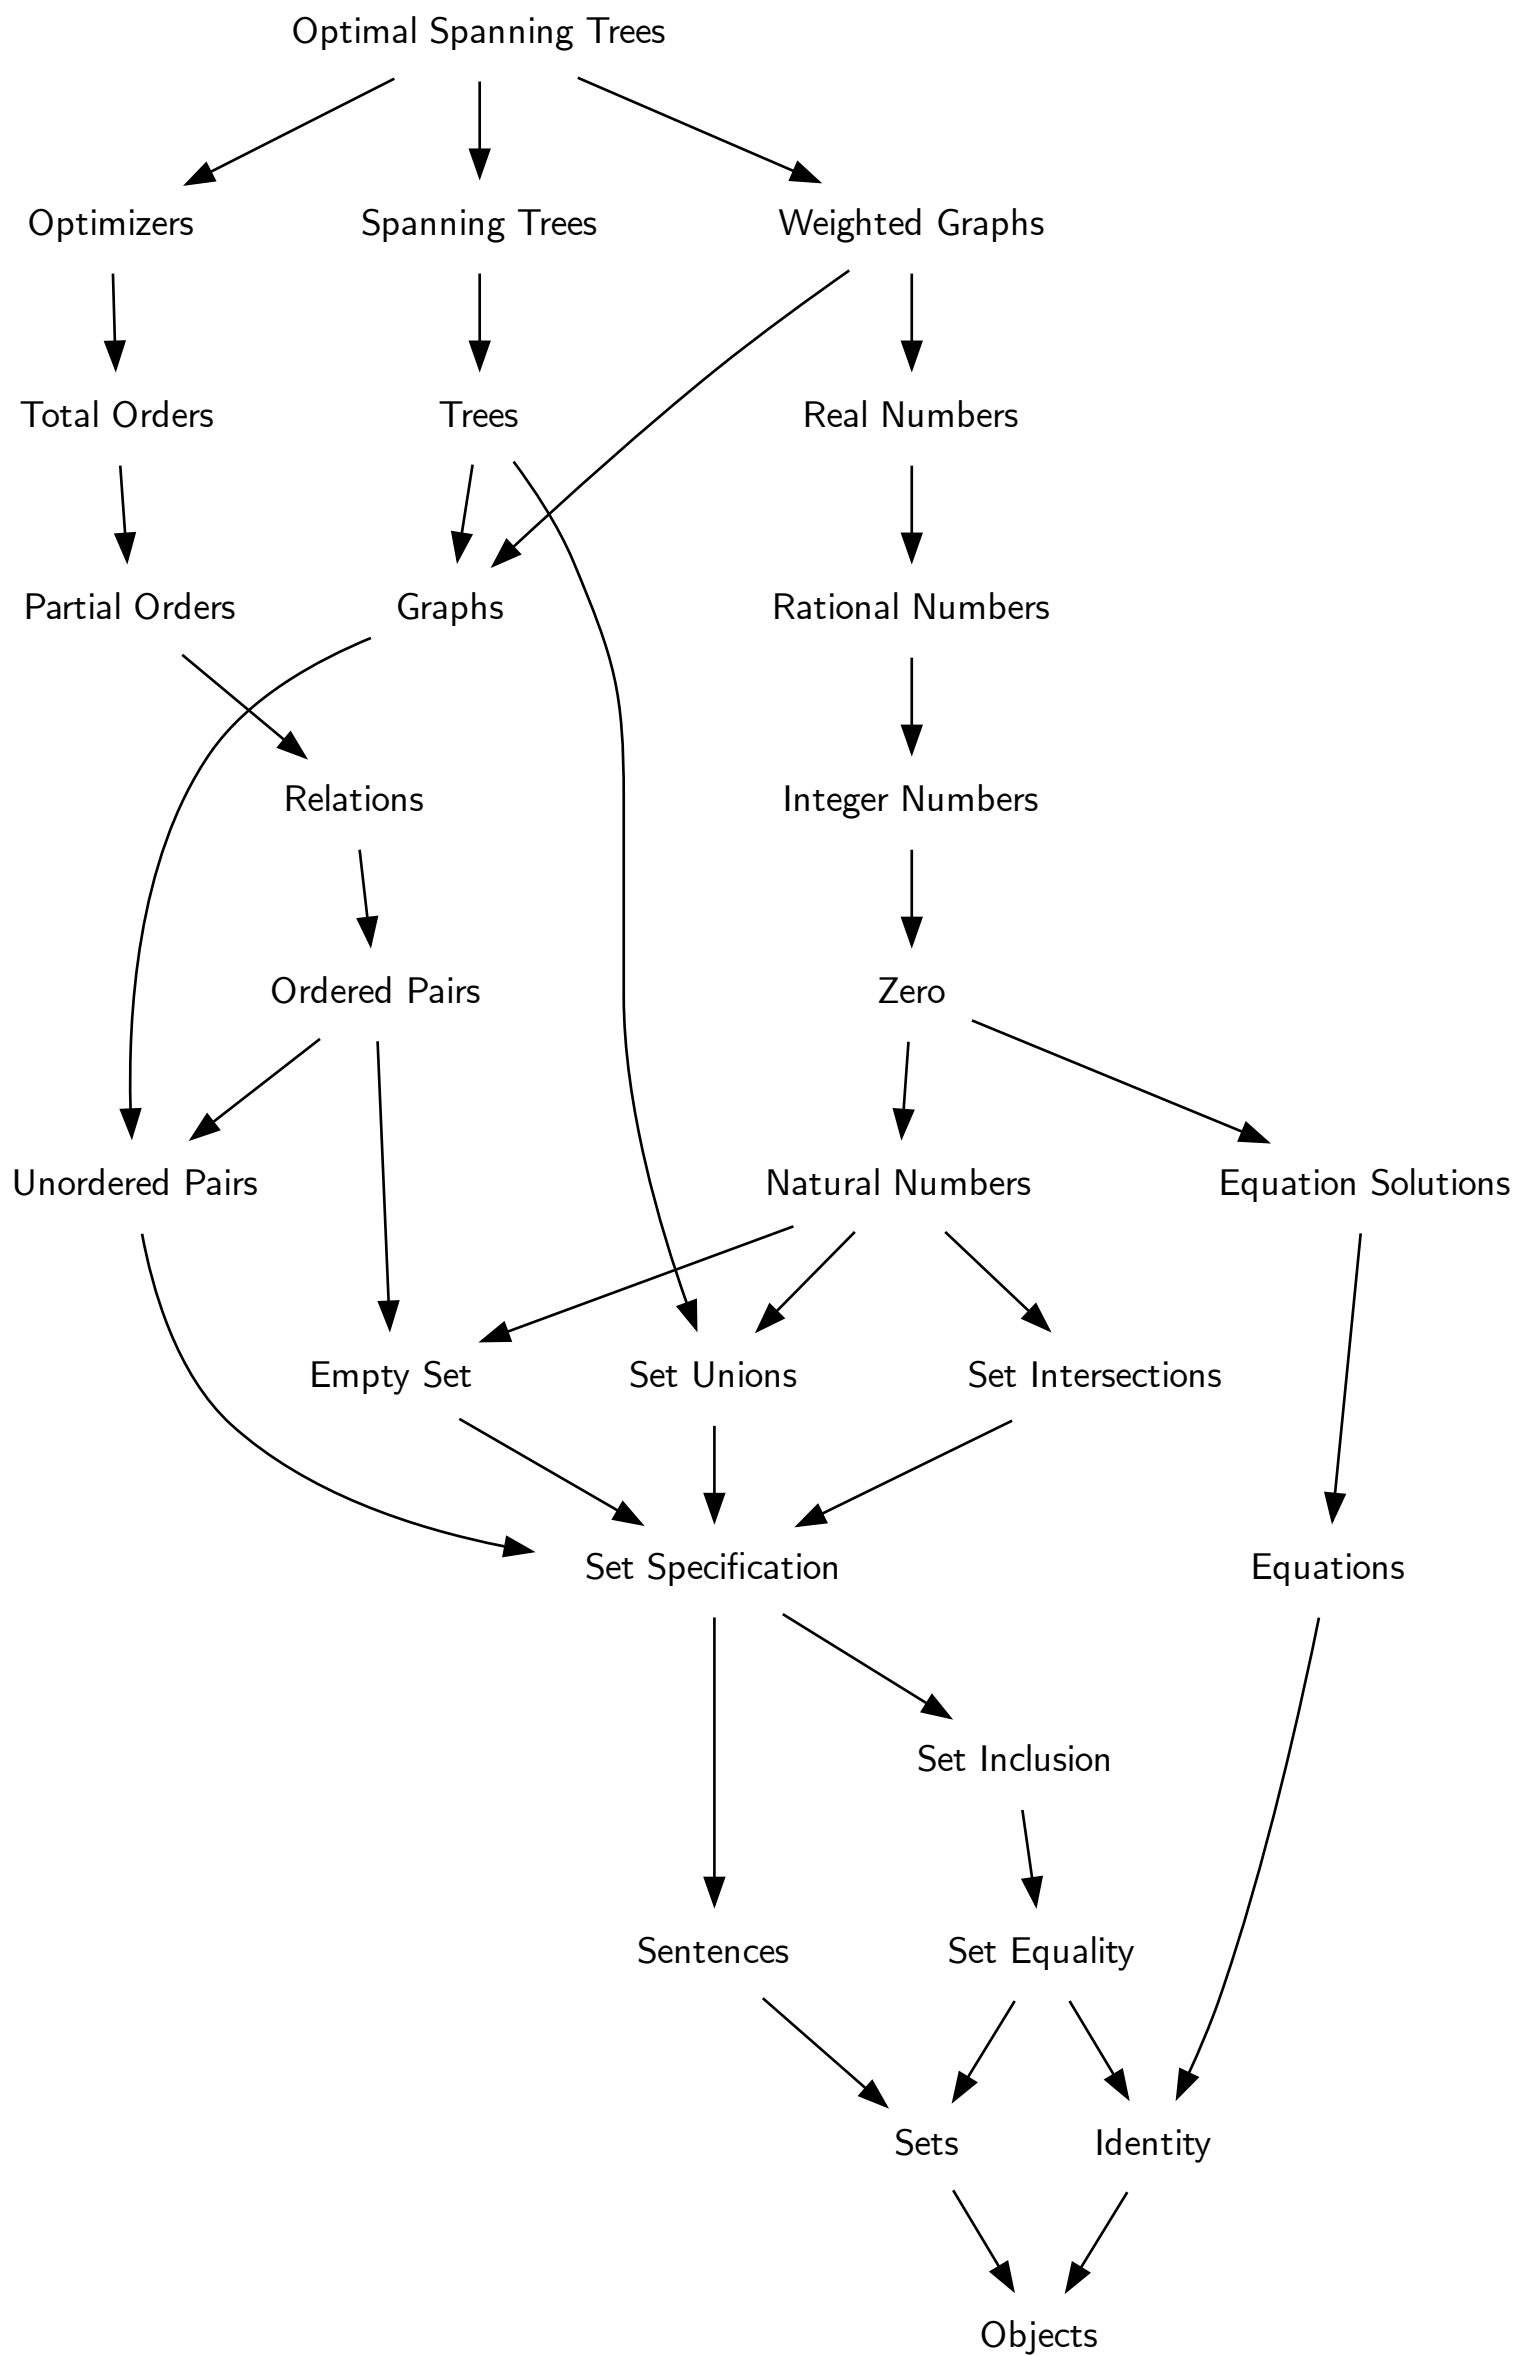 Optimal Spanning Trees
Optimizers
Spanning Trees
Weighted Graphs
Total Orders
Trees
Real Numbers
Partial Orders
Graphs
Rational Numbers
Relations
Integer Numbers
Ordered Pairs
Zero
Unordered Pairs
Natural Numbers
Equation Solutions
Empty Set
Set Unions
Set Intersections
Set Specification
Equations
Set Inclusion
Sentences
Set Equality
Sets
Identity
Objects